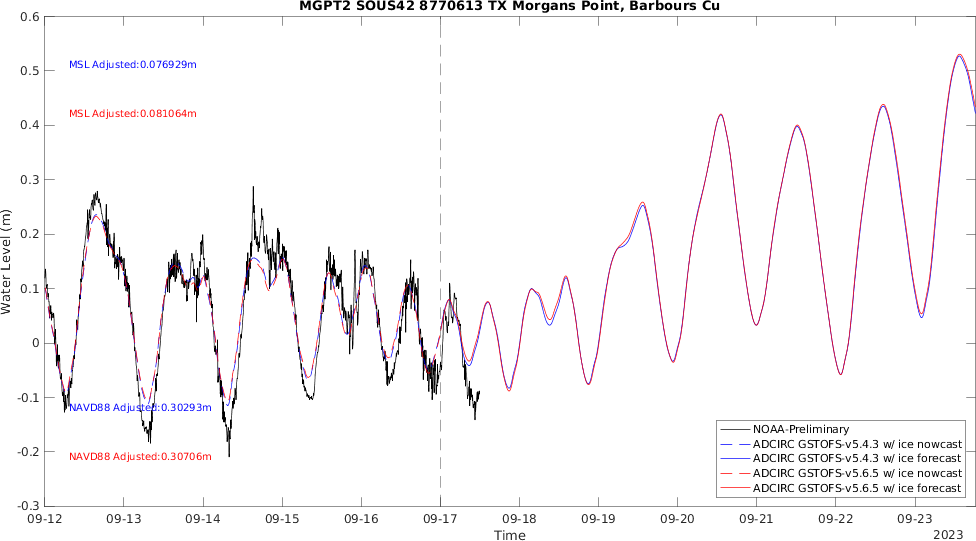 MGPT2 SOUS42 8770613 TX Morgans Point, Barbours Cu
0.6
0.5
0.4
0.3
0.2
0.1
0
-0.1
-0.2
-0.3
Water Level (m)
MSL Adjusted:0.076929m
MSL Adjusted:0.081064m
NAVD88 Adjusted:0.30293m
NAVD88 Adjusted:0.30706m
NOAA-Preliminary
ADCIRC GSTOFS-v5.4.3 w/ ice nowcast
ADCIRC GSTOFS-v5.4.3 w/ ice forecast
ADCIRC GSTOFS-v5.6.5 w/ ice nowcast
ADCIRC GSTOFS-v5.6.5 w/ ice forecast
09-12 09-13 09-14 09-15 09-16 09-17 09-18 09-19 09-20 09-21 09-22 09-23
Time
2023